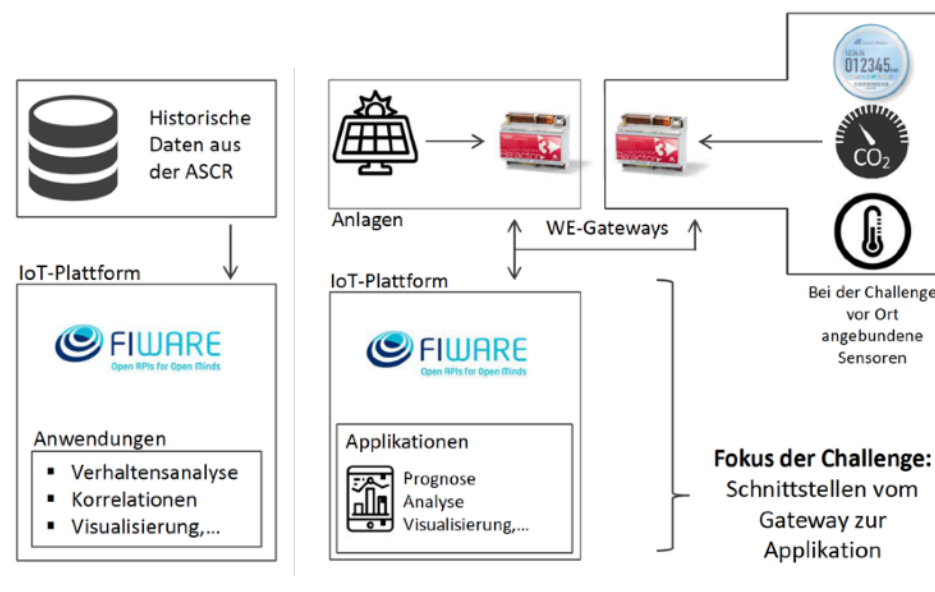 Historische
Daten aus
der ASCR
IoT-Plattform
FIWARE
Open APIs for Open Minds
Anwendungen
▪ Verhaltensanalyse
▪ Korrelationen
▪ Visualisierung,...
Anlagen
WE-Gateways
IoT-Plattform
FIWARE
Open APIs for Open Minds
Applikationen
Prognose
Analyse
Visualisierung,...
012345
CO₂
Bei der Challenge
vor Ort
angebundene
Sensoren
Fokus der Challenge:
Schnittstellen vom
Gateway zur
Applikation